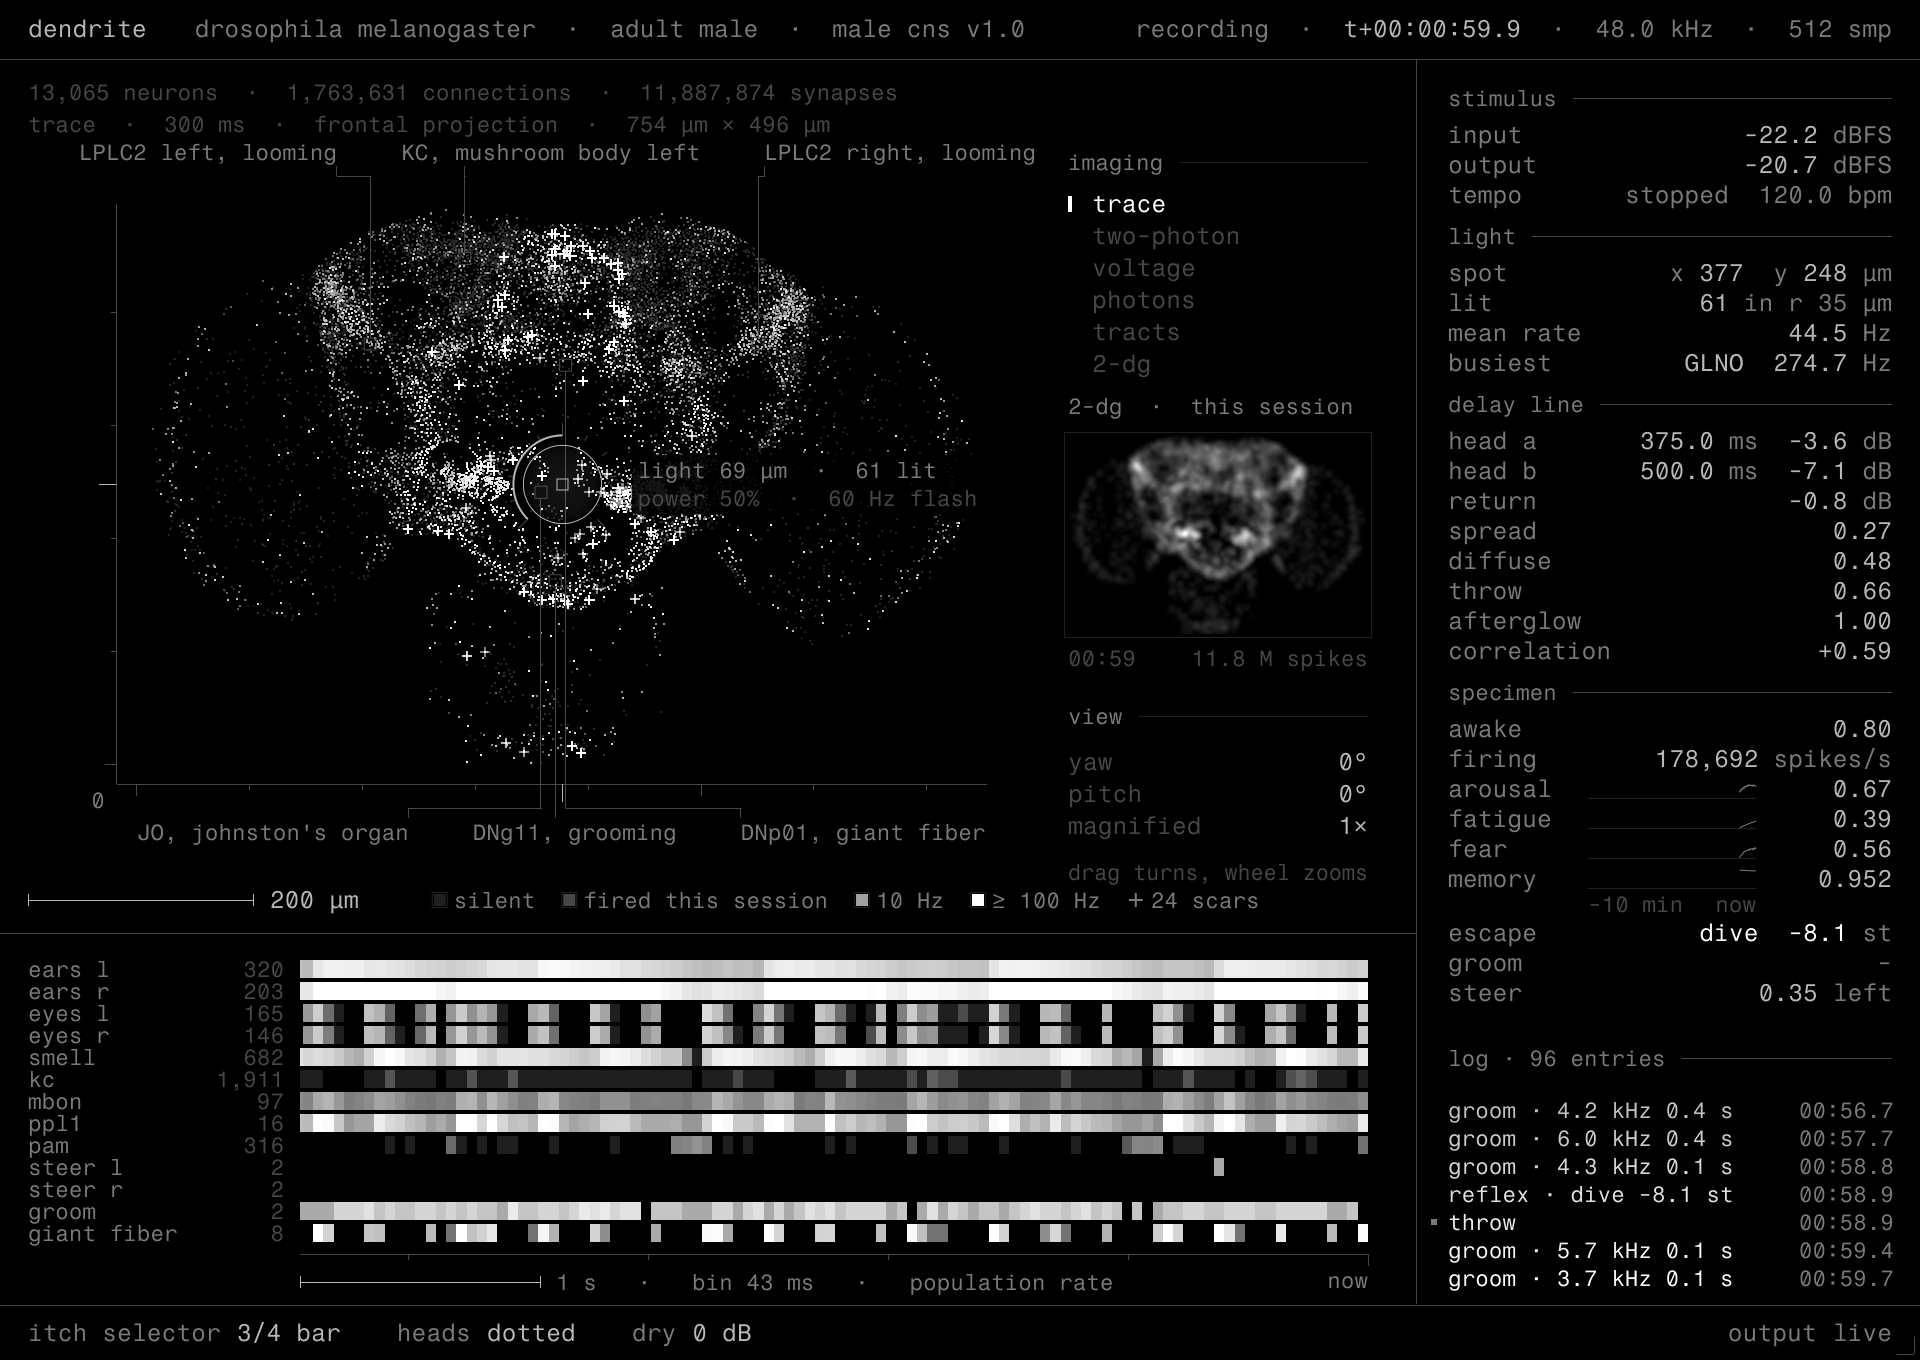 dendrite drosophila melanogaster · adult male · male cns v1.0 recording · t+00:00:59.9 · 48.0 kHz · 512 smp
13,065 neurons · 1,763,631 connections · 11,887,874 synapses
trace · 300 ms · frontal projection · 754 µm × 496 µm
LPLC2 left, looming KC, mushroom body left LPLC2 right, looming
light 69 µm · 61 lit
power 50% · 60 Hz flash
0
JO, johnston's organ DNg11, grooming DNp01, giant fiber
200 µm silent fired this session 10 Hz ≥ 100 Hz + 24 scars
imaging
trace
two-photon
voltage
photons
tracts
2-dg
2-dg · this session
00:59 11.8 M spikes
view
yaw 0°
pitch 0°
magnified 1×
drag turns, wheel zooms
stimulus
input -22.2 dBFS
output -20.7 dBFS
tempo stopped 120.0 bpm
light
spot x 377 y 248 µm
lit 61 in r 35 µm
mean rate 44.5 Hz
busiest GLNO 274.7 Hz
delay line
head a 375.0 ms -3.6 dB
head b 500.0 ms -7.1 dB
return -0.8 dB
spread 0.27
diffuse 0.48
throw 0.66
afterglow 1.00
correlation +0.59
specimen
awake 0.80
firing 178,692 spikes/s
arousal 0.67
fatigue 0.39
fear 0.56
memory 0.952
-10 min now
escape dive -8.1 st
groom -
steer 0.35 left
log · 96 entries
groom · 4.2 kHz 0.4 s 00:56.7
groom · 6.0 kHz 0.4 s 00:57.7
groom · 4.3 kHz 0.1 s 00:58.8
reflex · dive -8.1 st 00:58.9
throw 00:58.9
groom · 5.7 kHz 0.1 s 00:59.4
groom · 3.7 kHz 0.1 s 00:59.7
ears l 320
ears r 203
eyes l 165
eyes r 146
smell 682
kc 1,911
mbon 97
ppl1 16
pam 316
steer l 2
steer r 2
groom 2
giant fiber 8
1 s · bin 43 ms · population rate now
itch selector 3/4 bar heads dotted dry 0 dB output live